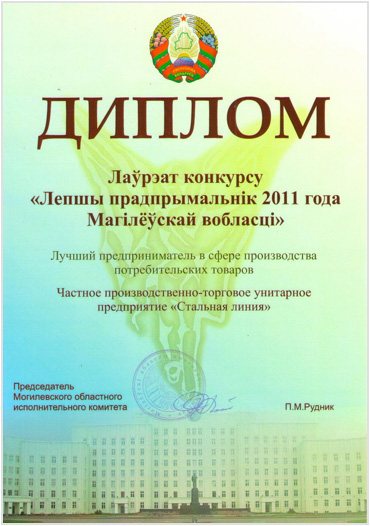 ДИПЛОМ
Лаўрэат конкурсу
«Лепшы прадпрымальнік 2011 года
Магілёўскай вобласці»
Лучший предприниматель в сфере производства
потребительских товаров
Частное производственно-торговое унитарное
предприятие «Стальная линия»
Председатель
Могилевского областного
исполнительного комитета
П.М.Рудник